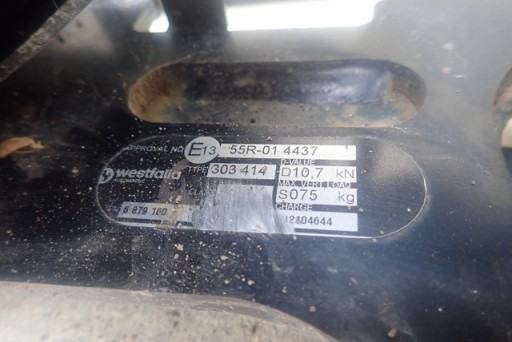 APPROVAL NO E13 55R-01 4437
westfalia TYPE 303 414
D-VALUE
D10,7 kN
MAX. VERT. LOAD
S075 kg
CHARGE